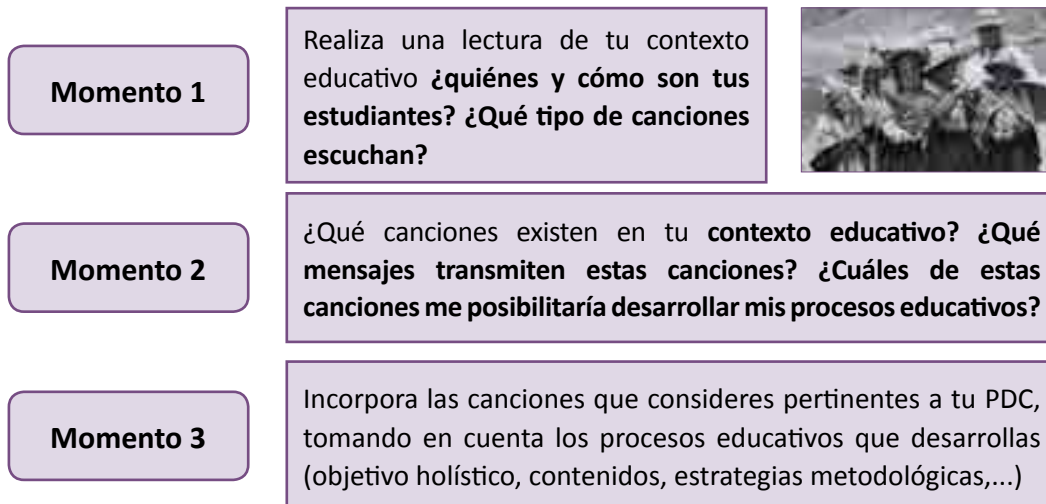 Momento 1
Realiza una lectura de tu contexto
educativo ¿quiénes y cómo son tus
estudiantes? ¿Qué tipo de canciones
escuchan?
Momento 2
¿Qué canciones existen en tu contexto educativo? ¿Qué
mensajes transmiten estas canciones? ¿Cuáles de estas
canciones me posibilitaría desarrollar mis procesos educativos?
Momento 3
Incorpora las canciones que consideres pertinentes a tu PDC,
tomando en cuenta los procesos educativos que desarrollas
(objetivo holístico, contenidos, estrategias metodológicas,...)